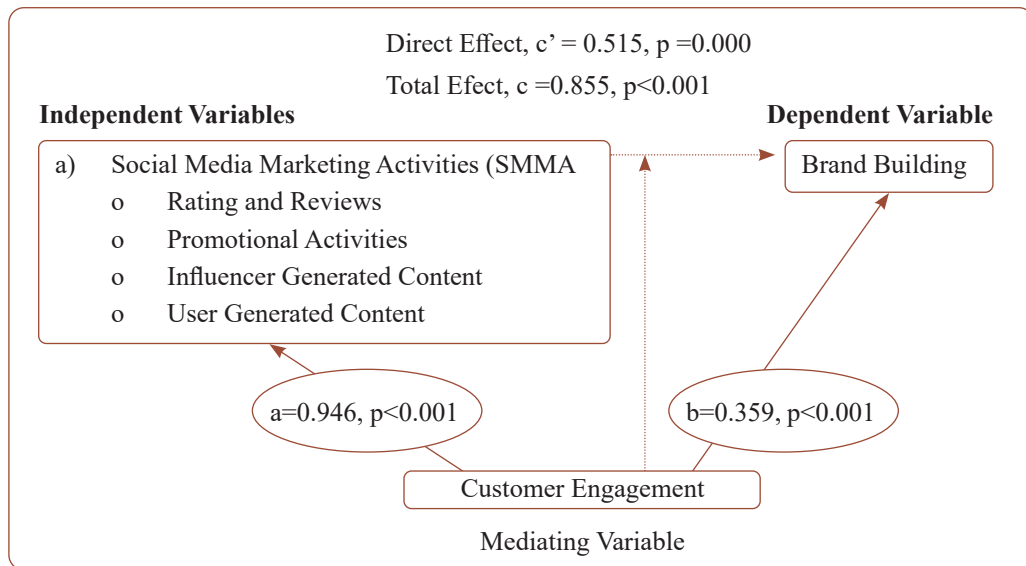 Direct Effect, c’ = 0.515, p =0.000
Total Efect, c =0.855, p<0.001
Independent Variables
Dependent Variable
a) Social Media Marketing Activities (SMMA
o Rating and Reviews
o Promotional Activities
o Influencer Generated Content
o User Generated Content
Brand Building
a=0.946, p<0.001
b=0.359, p<0.001
Customer Engagement
Mediating Variable